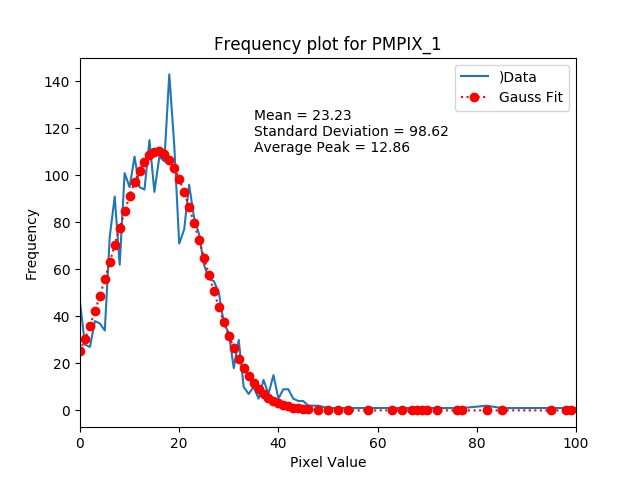 Frequency plot for PMPIX_1
)Data
Gauss Fit
Mean = 23.23
Standard Deviation = 98.62
Average Peak = 12.86
Frequency
140
120
100
80
60
40
20
0
0 20 40 60 80 100
Pixel Value